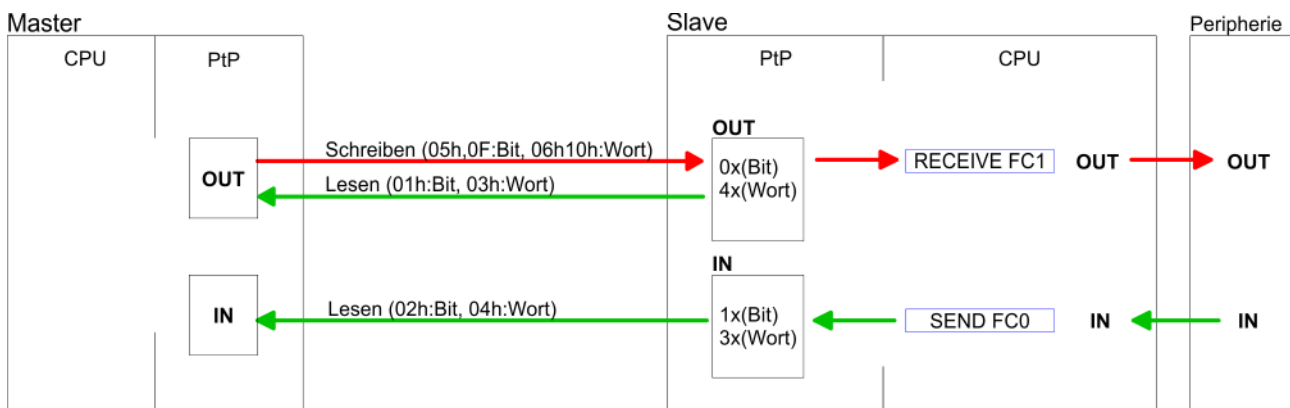 Master
Slave
Peripherie
CPU
PtP
PtP
CPU
OUT
Schreiben (05h,0F:Bit, 06h10h:Wort)
0x(Bit)
RECEIVE FC1
OUT
OUT
OUT
Lesen (01h:Bit, 03h:Wort)
4x(Wort)
IN
Lesen (02h:Bit, 04h:Wort)
1x(Bit)
IN
SEND FC0
IN
IN
3x(Wort)